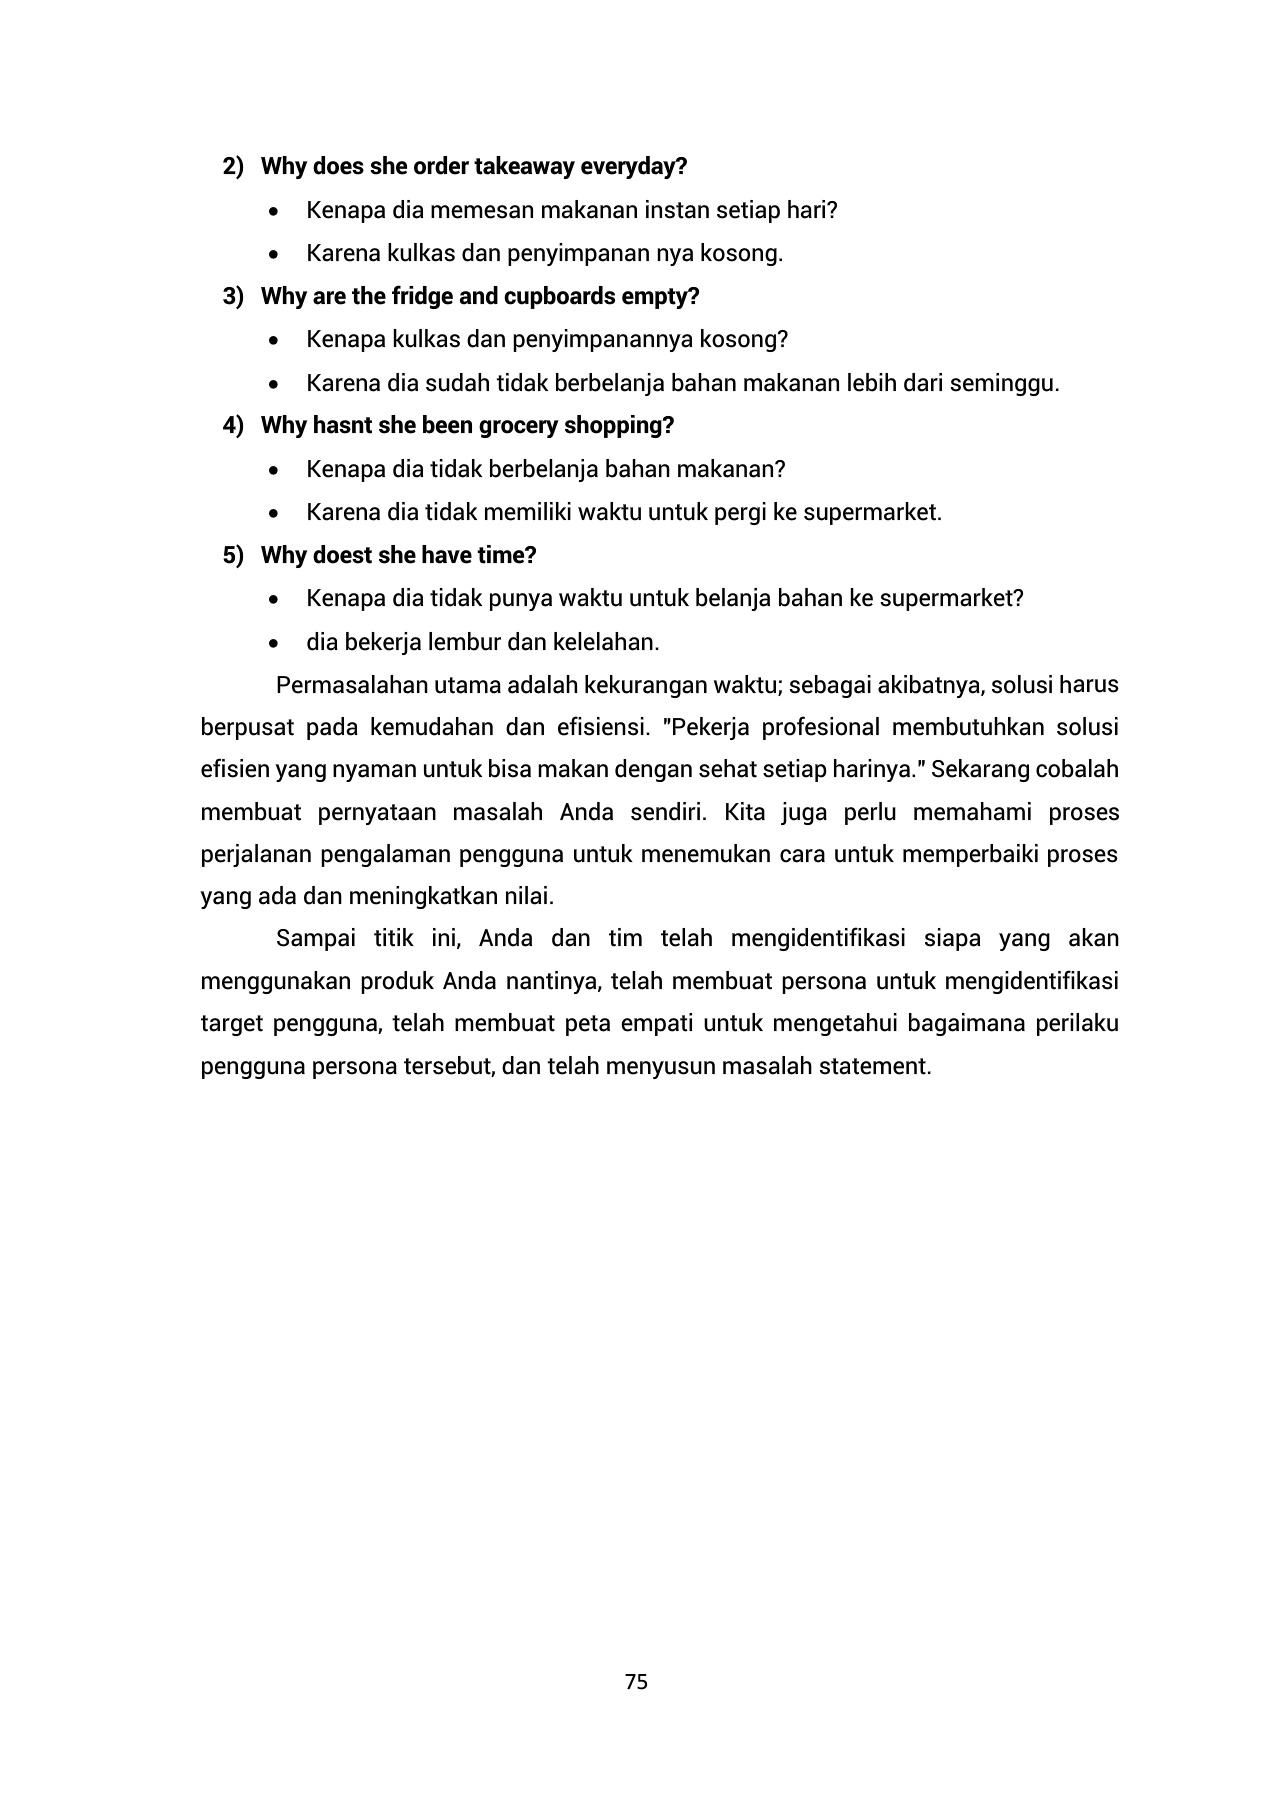 2) Why does she order takeaway everyday?
• Kenapa dia memesan makanan instan setiap hari?
• Karena kulkas dan penyimpanan nya kosong.
3) Why are the fridge and cupboards empty?
• Kenapa kulkas dan penyimpanannya kosong?
• Karena dia sudah tidak berbelanja bahan makanan lebih dari seminggu.
4) Why hasnt she been grocery shopping?
• Kenapa dia tidak berbelanja bahan makanan?
• Karena dia tidak memiliki waktu untuk pergi ke supermarket.
5) Why doest she have time?
• Kenapa dia tidak punya waktu untuk belanja bahan ke supermarket?
• dia bekerja lembur dan kelelahan.
Permasalahan utama adalah kekurangan waktu; sebagai akibatnya, solusi harus
berpusat pada kemudahan dan efisiensi. "Pekerja profesional membutuhkan solusi
efisien yang nyaman untuk bisa makan dengan sehat setiap harinya." Sekarang cobalah
membuat pernyataan masalah Anda sendiri. Kita juga perlu memahami proses
perjalanan pengalaman pengguna untuk menemukan cara untuk memperbaiki proses
yang ada dan meningkatkan nilai.
Sampai titik ini, Anda dan tim telah mengidentifikasi siapa yang akan
menggunakan produk Anda nantinya, telah membuat persona untuk mengidentifikasi
target pengguna, telah membuat peta empati untuk mengetahui bagaimana perilaku
pengguna persona tersebut, dan telah menyusun masalah statement.
75